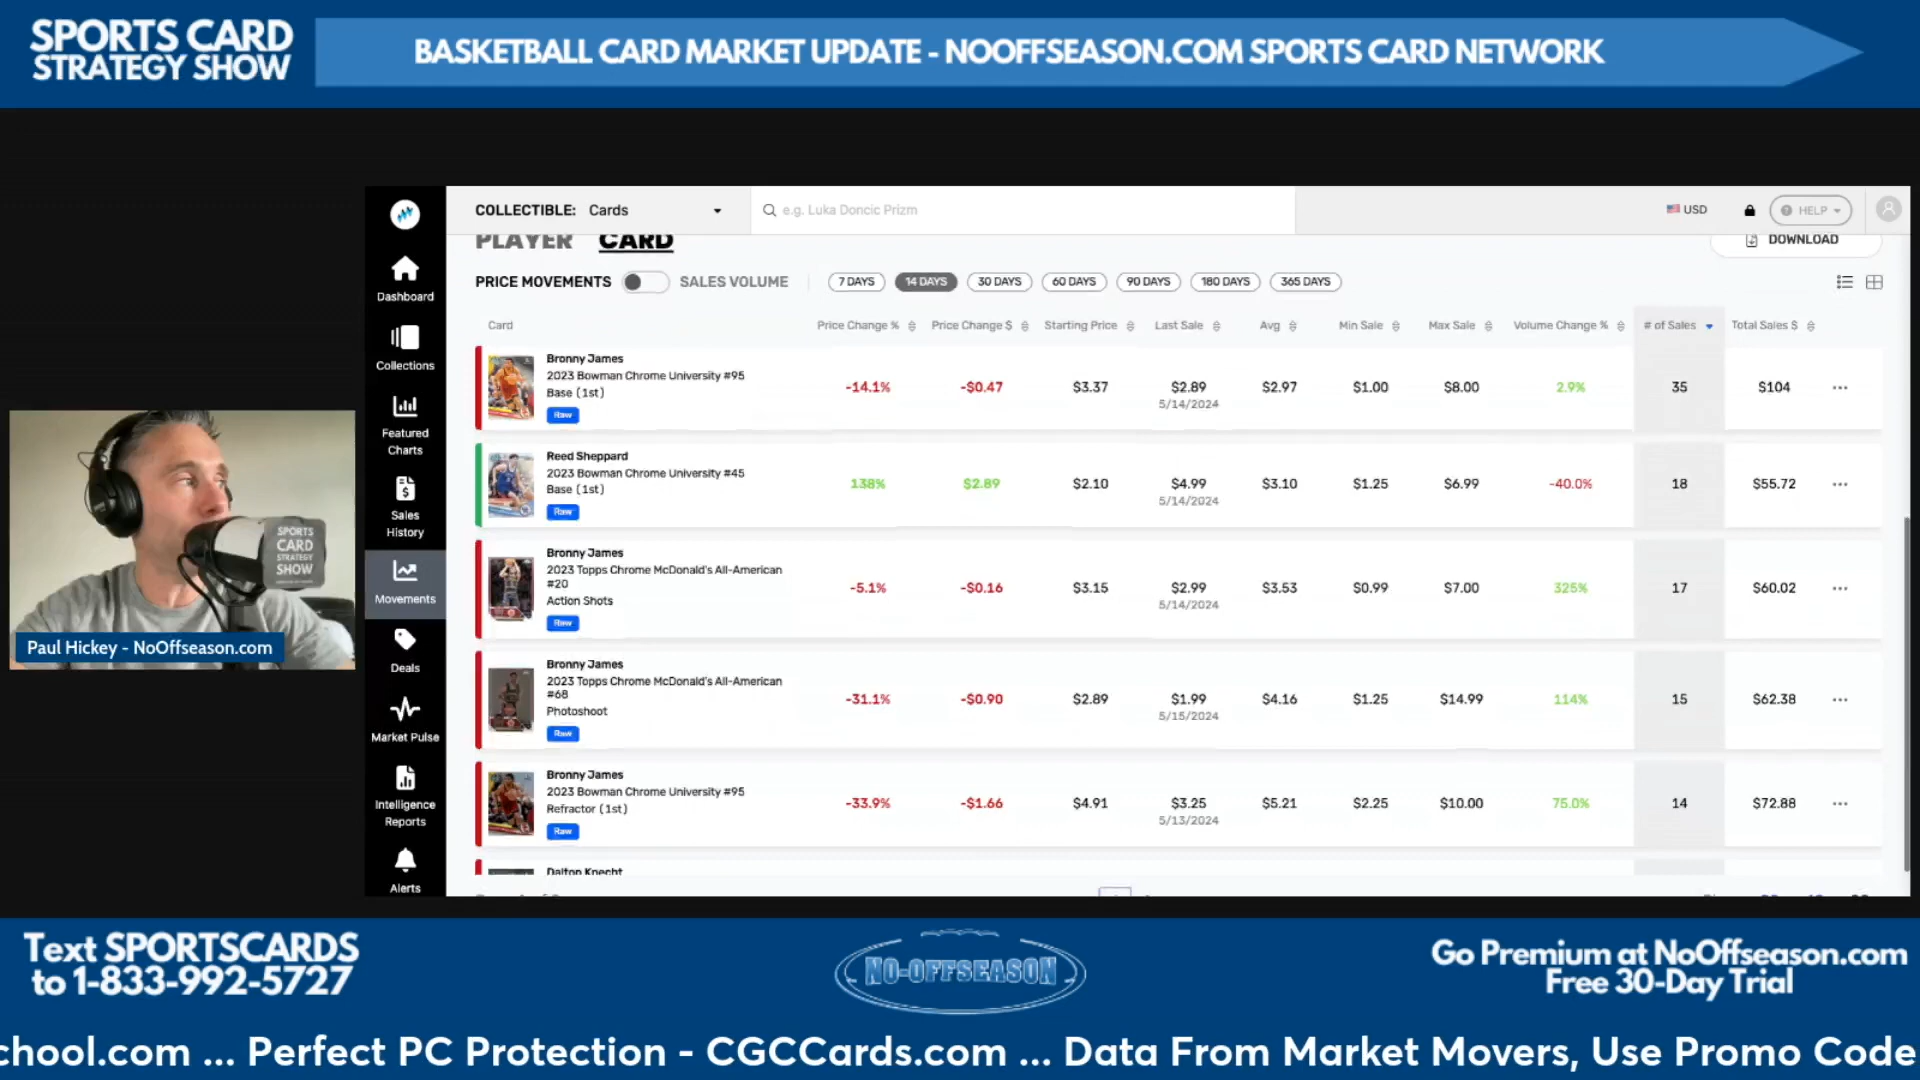 SPORTS CARD
STRATEGY SHOW
BASKETBALL CARD MARKET UPDATE - NOOFFSEASON.COM SPORTS CARD NETWORK
COLLECTIBLE: Cards
e.g. Luka Doncic Prizm
USD
HELP
PLAYER CARD
DOWNLOAD
PRICE MOVEMENTS SALES VOLUME 7 DAYS 14 DAYS 30 DAYS 60 DAYS 90 DAYS 180 DAYS 365 DAYS
Card Price Change % Price Change $ Starting Price Last Sale Avg Min Sale Max Sale Volume Change % # of Sales Total Sales $
Bronny James
2023 Bowman Chrome University #95
Base (1st)
Raw
-14.1% -$0.47 $3.37 $2.89 $2.97 $1.00 $8.00 2.9% 35 $104
5/14/2024
Reed Sheppard
2023 Bowman Chrome University #45
Base (1st)
Raw
138% $2.89 $2.10 $4.99 $3.10 $1.25 $6.99 -40.0% 18 $55.72
5/14/2024
Bronny James
2023 Topps Chrome McDonald's All-American
#20
Action Shots
Raw
-5.1% -$0.16 $3.15 $2.99 $3.53 $0.99 $7.00 325% 17 $60.02
5/14/2024
Bronny James
2023 Topps Chrome McDonald's All-American
#68
Photoshoot
Raw
-31.1% -$0.90 $2.89 $1.99 $4.16 $1.25 $14.99 114% 15 $62.38
5/15/2024
Bronny James
2023 Bowman Chrome University #95
Refractor (1st)
Raw
-33.9% -$1.66 $4.91 $3.25 $5.21 $2.25 $10.00 75.0% 14 $72.88
5/13/2024
Dalton Knecht
Dashboard
Collections
Featured
Charts
Sales
History
Movements
Deals
Market Pulse
Intelligence
Reports
Alerts
SPORTS
CARD
STRATEGY
SHOW
Paul Hickey - NoOffseason.com
Text SPORTSCARDS
to 1-833-992-5727
NO-OFFSEASON
Go Premium at NoOffseason.com
Free 30-Day Trial
chool.com ... Perfect PC Protection - CGCCards.com ... Data From Market Movers, Use Promo Code